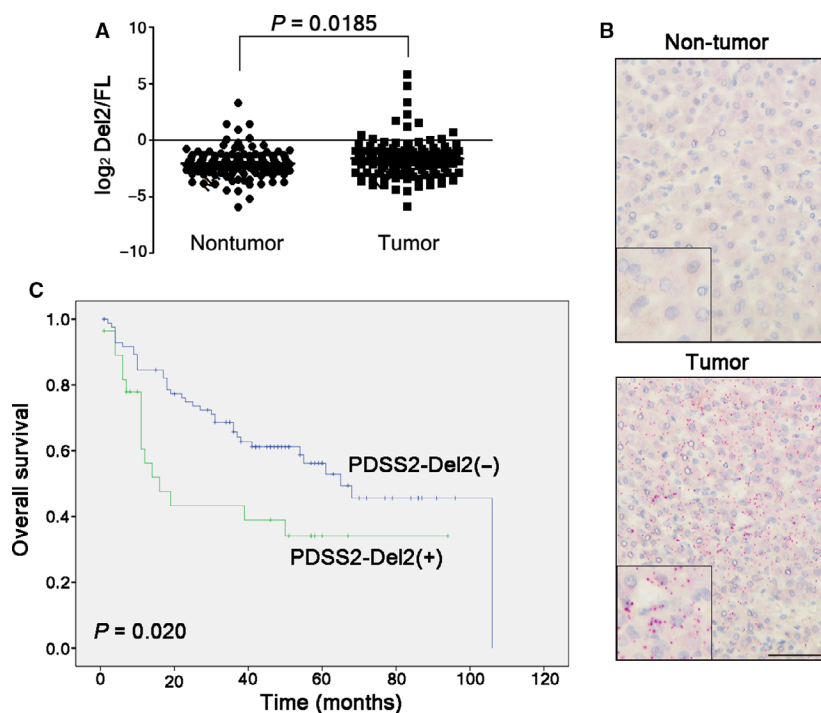 A
P = 0.0185
10
5
0
−5
−10
log₂ Del2/FL
Nontumor
Tumor
B
Non-tumor
Tumor
C
1.0
0.8
0.6
0.4
0.2
0.0
Overall survival
PDSS2-Del2(−)
PDSS2-Del2(+)
P = 0.020
0
20
40
60
80
100
120
Time (months)